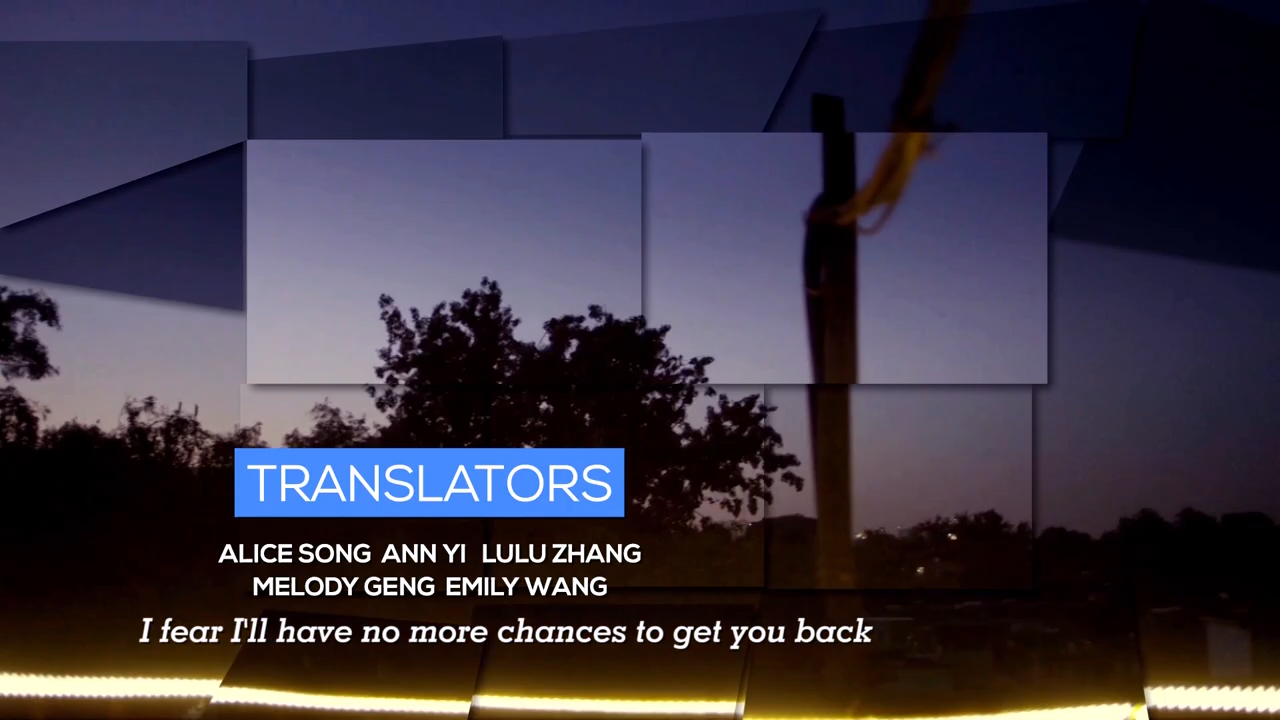 TRANSLATORS
ALICE SONG ANN YI LULU ZHANG
MELODY GENG EMILY WANG
I fear I'll have no more chances to get you back